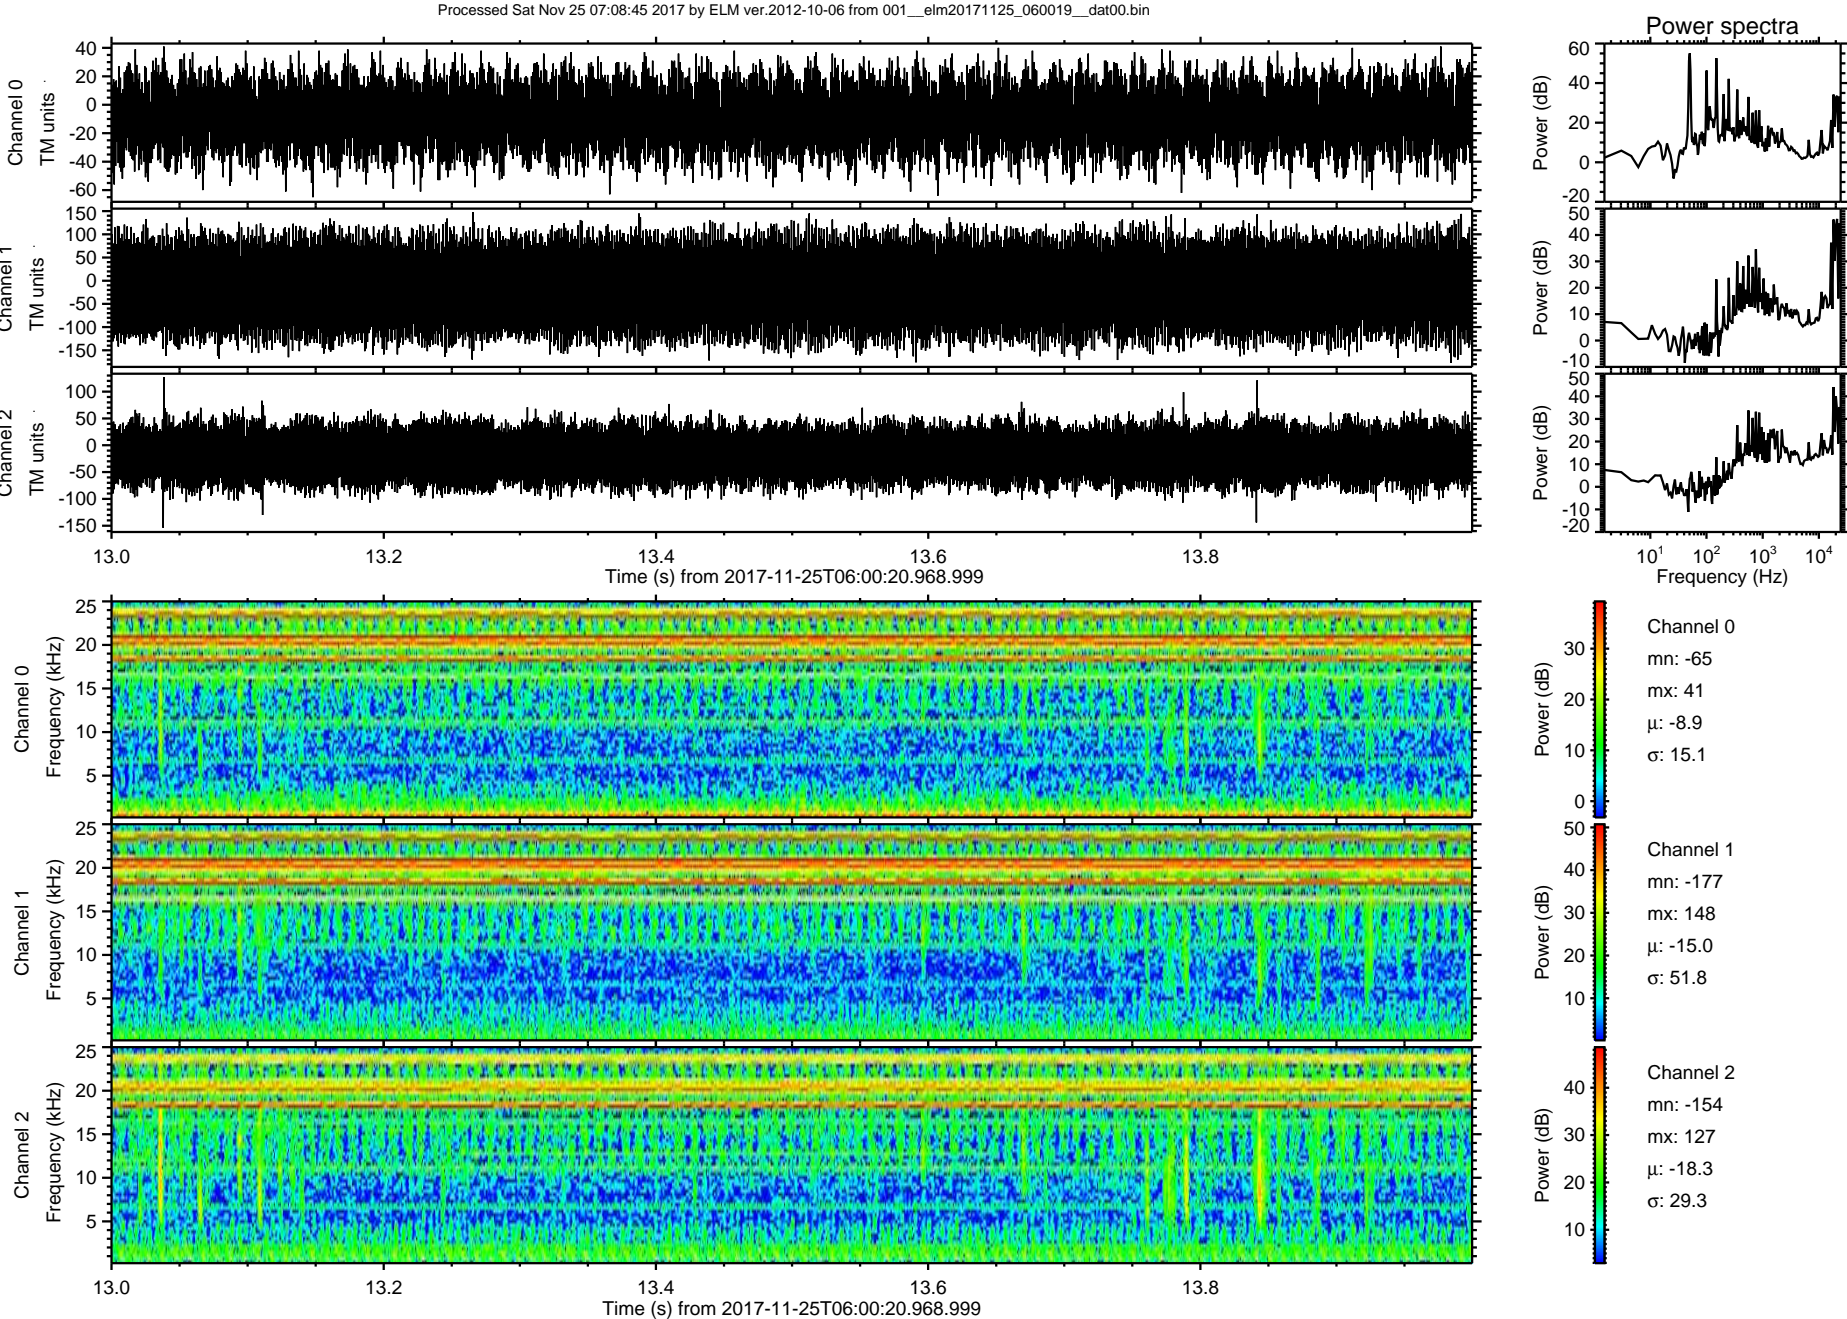 Processed Sat Nov 25 07:08:45 2017 by ELM ver.2012-10-06 from 001__elm20171125_060019__dat00.bin
Power spectra
Channel 0
TM units
40
20
0
-20
-40
-60
Power (dB)
60
40
20
0
-20
Channel 1
TM units
150
100
50
0
-50
-100
-150
Power (dB)
50
40
30
20
10
0
-10
Channel 2
TM units
100
50
0
-50
-100
-150
Power (dB)
50
40
30
20
10
0
-10
-20
13.0 13.2 13.4 13.6 13.8
Time (s) from 2017-11-25T06:00:20.968.999
10^1 10^2 10^3 10^4
Frequency (Hz)
Channel 0
Frequency (kHz)
25
20
15
10
5
Power (dB)
30
20
10
0
Channel 0
mn: -65
mx: 41
μ: -8.9
σ: 15.1
Channel 1
Frequency (kHz)
25
20
15
10
5
Power (dB)
50
40
30
20
10
Channel 1
mn: -177
mx: 148
μ: -15.0
σ: 51.8
Channel 2
Frequency (kHz)
25
20
15
10
5
Power (dB)
40
30
20
10
Channel 2
mn: -154
mx: 127
μ: -18.3
σ: 29.3
13.0 13.2 13.4 13.6 13.8
Time (s) from 2017-11-25T06:00:20.968.999